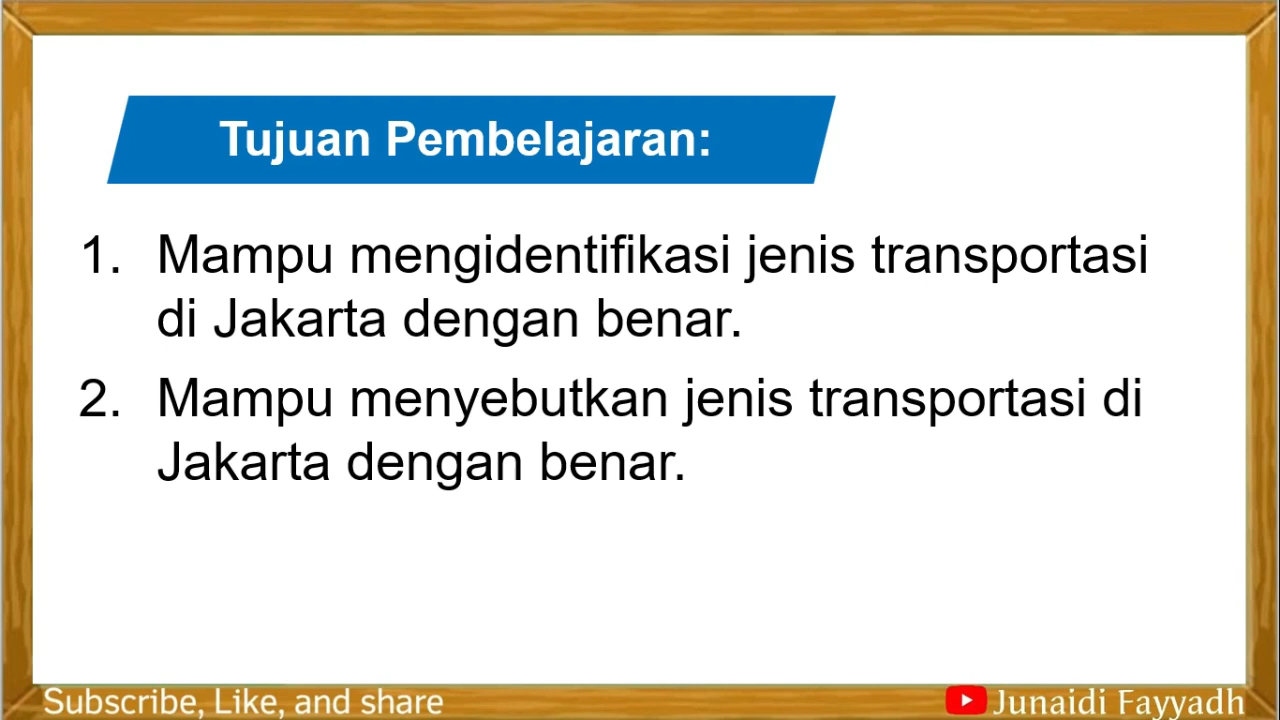 Tujuan Pembelajaran:
1. Mampu mengidentifikasi jenis transportasi
di Jakarta dengan benar.
2. Mampu menyebutkan jenis transportasi di
Jakarta dengan benar.
Subscribe, Like, and share
Junaidi Fayyadh